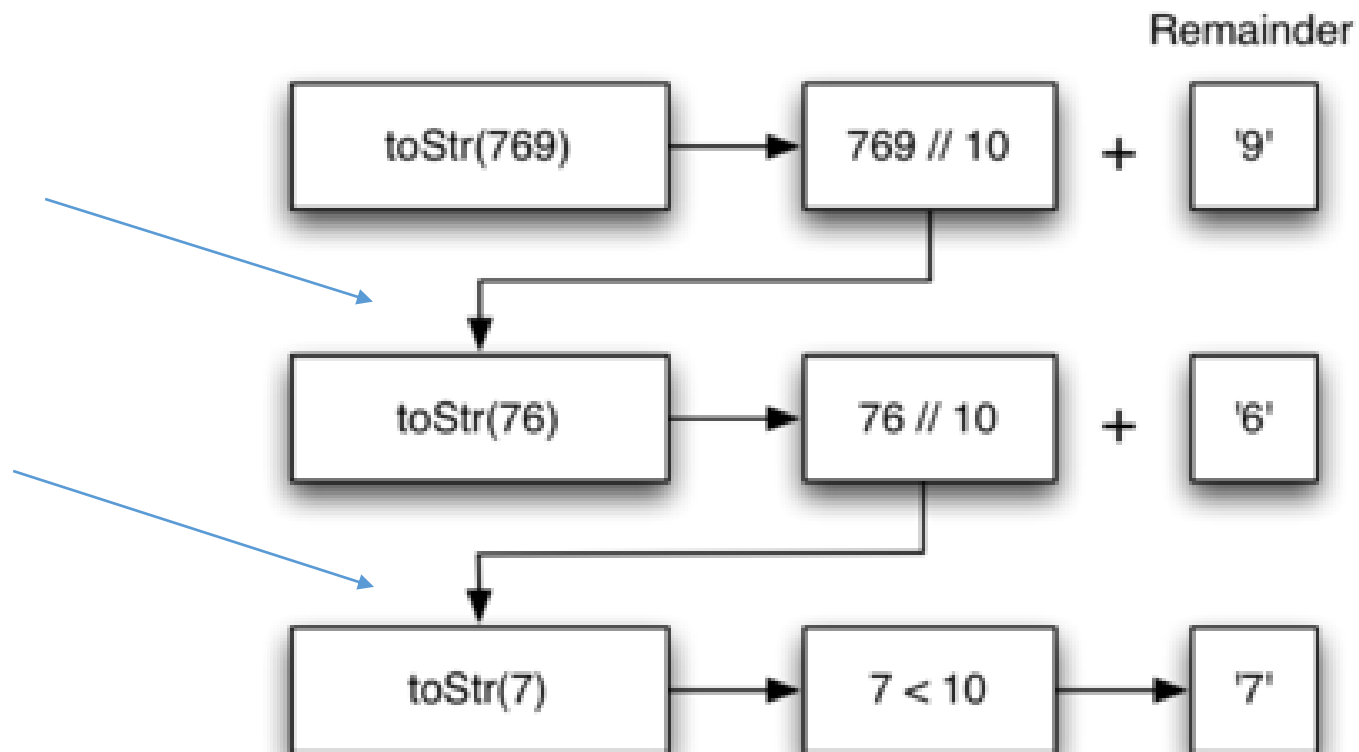 Remainder
toStr(769) 769 // 10 + '9'
toStr(76) 76 // 10 + '6'
toStr(7) 7 < 10 '7'